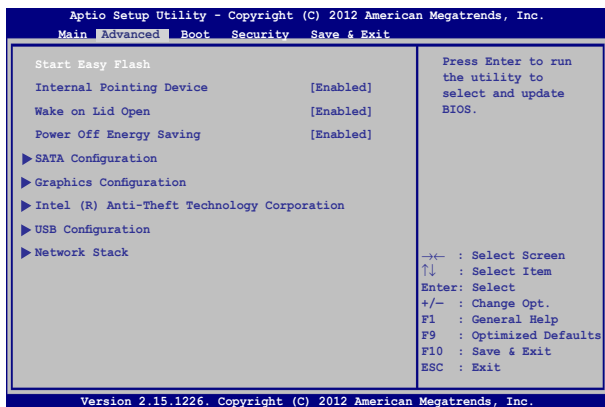 Aptio Setup Utility - Copyright (C) 2012 American Megatrends, Inc.
Main Advanced Boot Security Save & Exit
Start Easy Flash
Internal Pointing Device [Enabled]
Wake on Lid Open [Enabled]
Power Off Energy Saving [Enabled]
SATA Configuration
Graphics Configuration
Intel (R) Anti-Theft Technology Corporation
USB Configuration
Network Stack
Press Enter to run
the utility to
select and update
BIOS.
→← : Select Screen
↑↓ : Select Item
Enter: Select
+/— : Change Opt.
F1 : General Help
F9 : Optimized Defaults
F10 : Save & Exit
ESC : Exit
Version 2.15.1226. Copyright (C) 2012 American Megatrends, Inc.